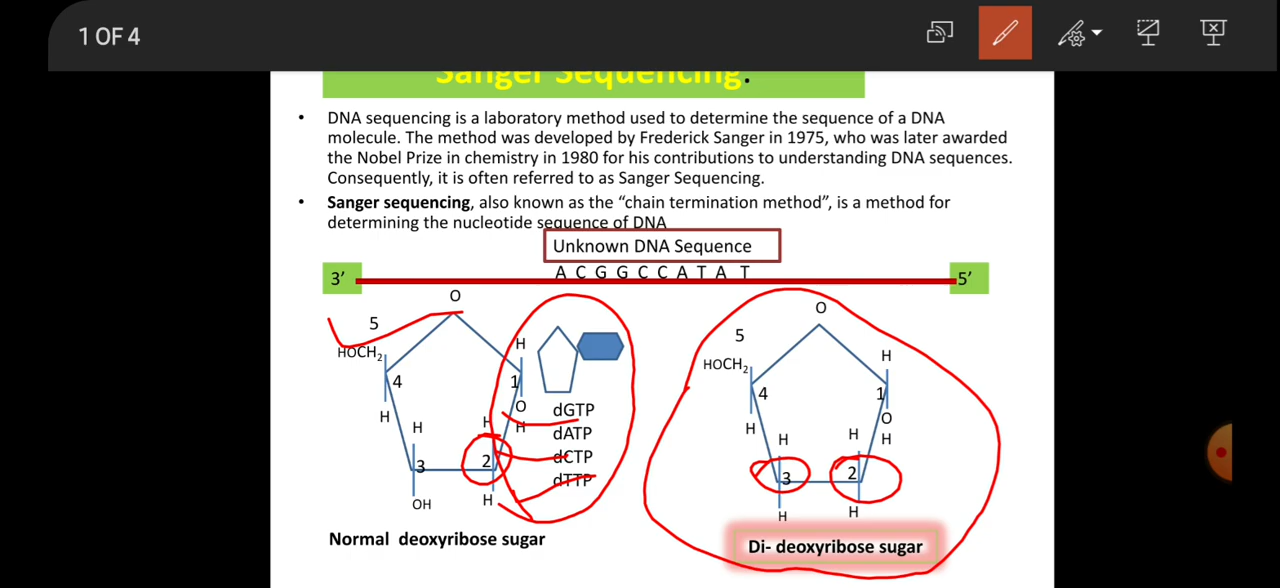 1 OF 4
Sanger Sequencing.
• DNA sequencing is a laboratory method used to determine the sequence of a DNA
molecule. The method was developed by Frederick Sanger in 1975, who was later awarded
the Nobel Prize in chemistry in 1980 for his contributions to understanding DNA sequences.
Consequently, it is often referred to as Sanger Sequencing.
• Sanger sequencing, also known as the “chain termination method”, is a method for
determining the nucleotide sequence of DNA
Unknown DNA Sequence
3’ A C G G C C A T A T 5’
O
5
HOCH2
H
4
1
H
O
H
H
H
3
2
OH
H
dGTP
dATP
dCTP
dTTP
Normal deoxyribose sugar
O
5
HOCH2
H
4
1
H
O
H
H
H
3
2
H
H
Di- deoxyribose sugar